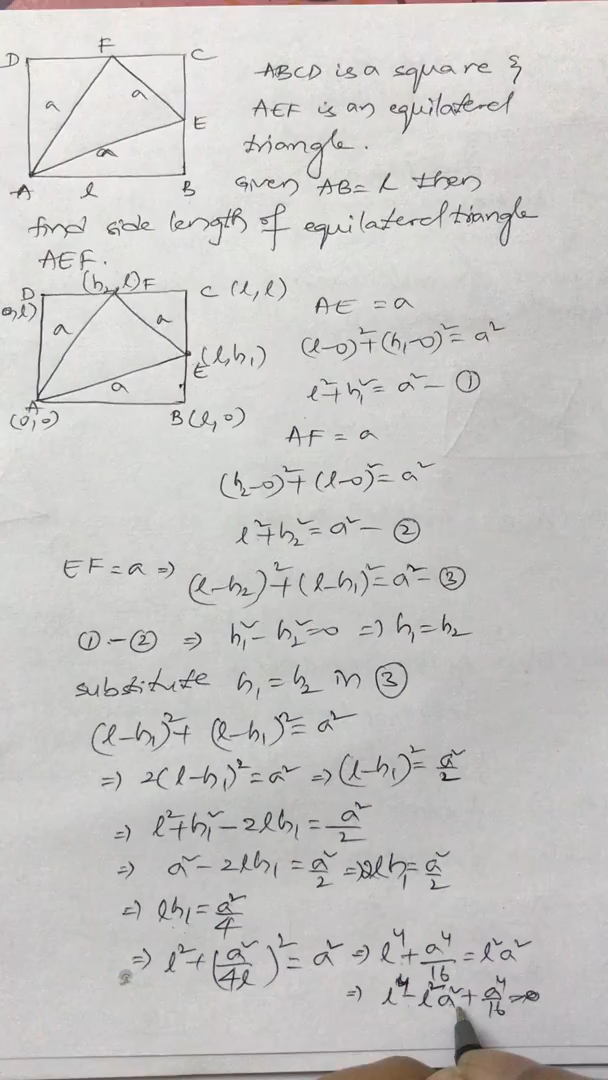 D F C
a a
E
a
A l B
ABCD is a square &
AEF is an equilateral
triangle.
Given AB = l then
find side length of equilateral triangle
AEF.
D (h₂, l) F C (l, l)
(0, l)
a a
E (l, h₁)
a
A (0, 0) B (l, 0)
AE = a
(l-0)² + (h₁-0)² = a²
l² + h₁² = a² — ①
AF = a
(h₂-0)² + (l-0)² = a²
l² + h₂² = a² — ②
EF = a ⇒ (l-h₂)² + (l-h₁)² = a² — ③
① - ② ⇒ h₁² - h₂² = 0 ⇒ h₁ = h₂
substitute h₁ = h₂ in ③
(l-h₁)² + (l-h₁)² = a²
⇒ 2(l-h₁)² = a² ⇒ (l-h₁)² = a²/2
⇒ l² + h₁² - 2lh₁ = a²/2
⇒ a² - 2lh₁ = a²/2 ⇒ 2lh₁ = a²/2
⇒ lh₁ = a²/4
⇒ l² + (a²/4l)² = a² ⇒ l⁴ + a⁴/16 = l²a²
⇒ l⁴ - l²a² + a⁴/16 = 0